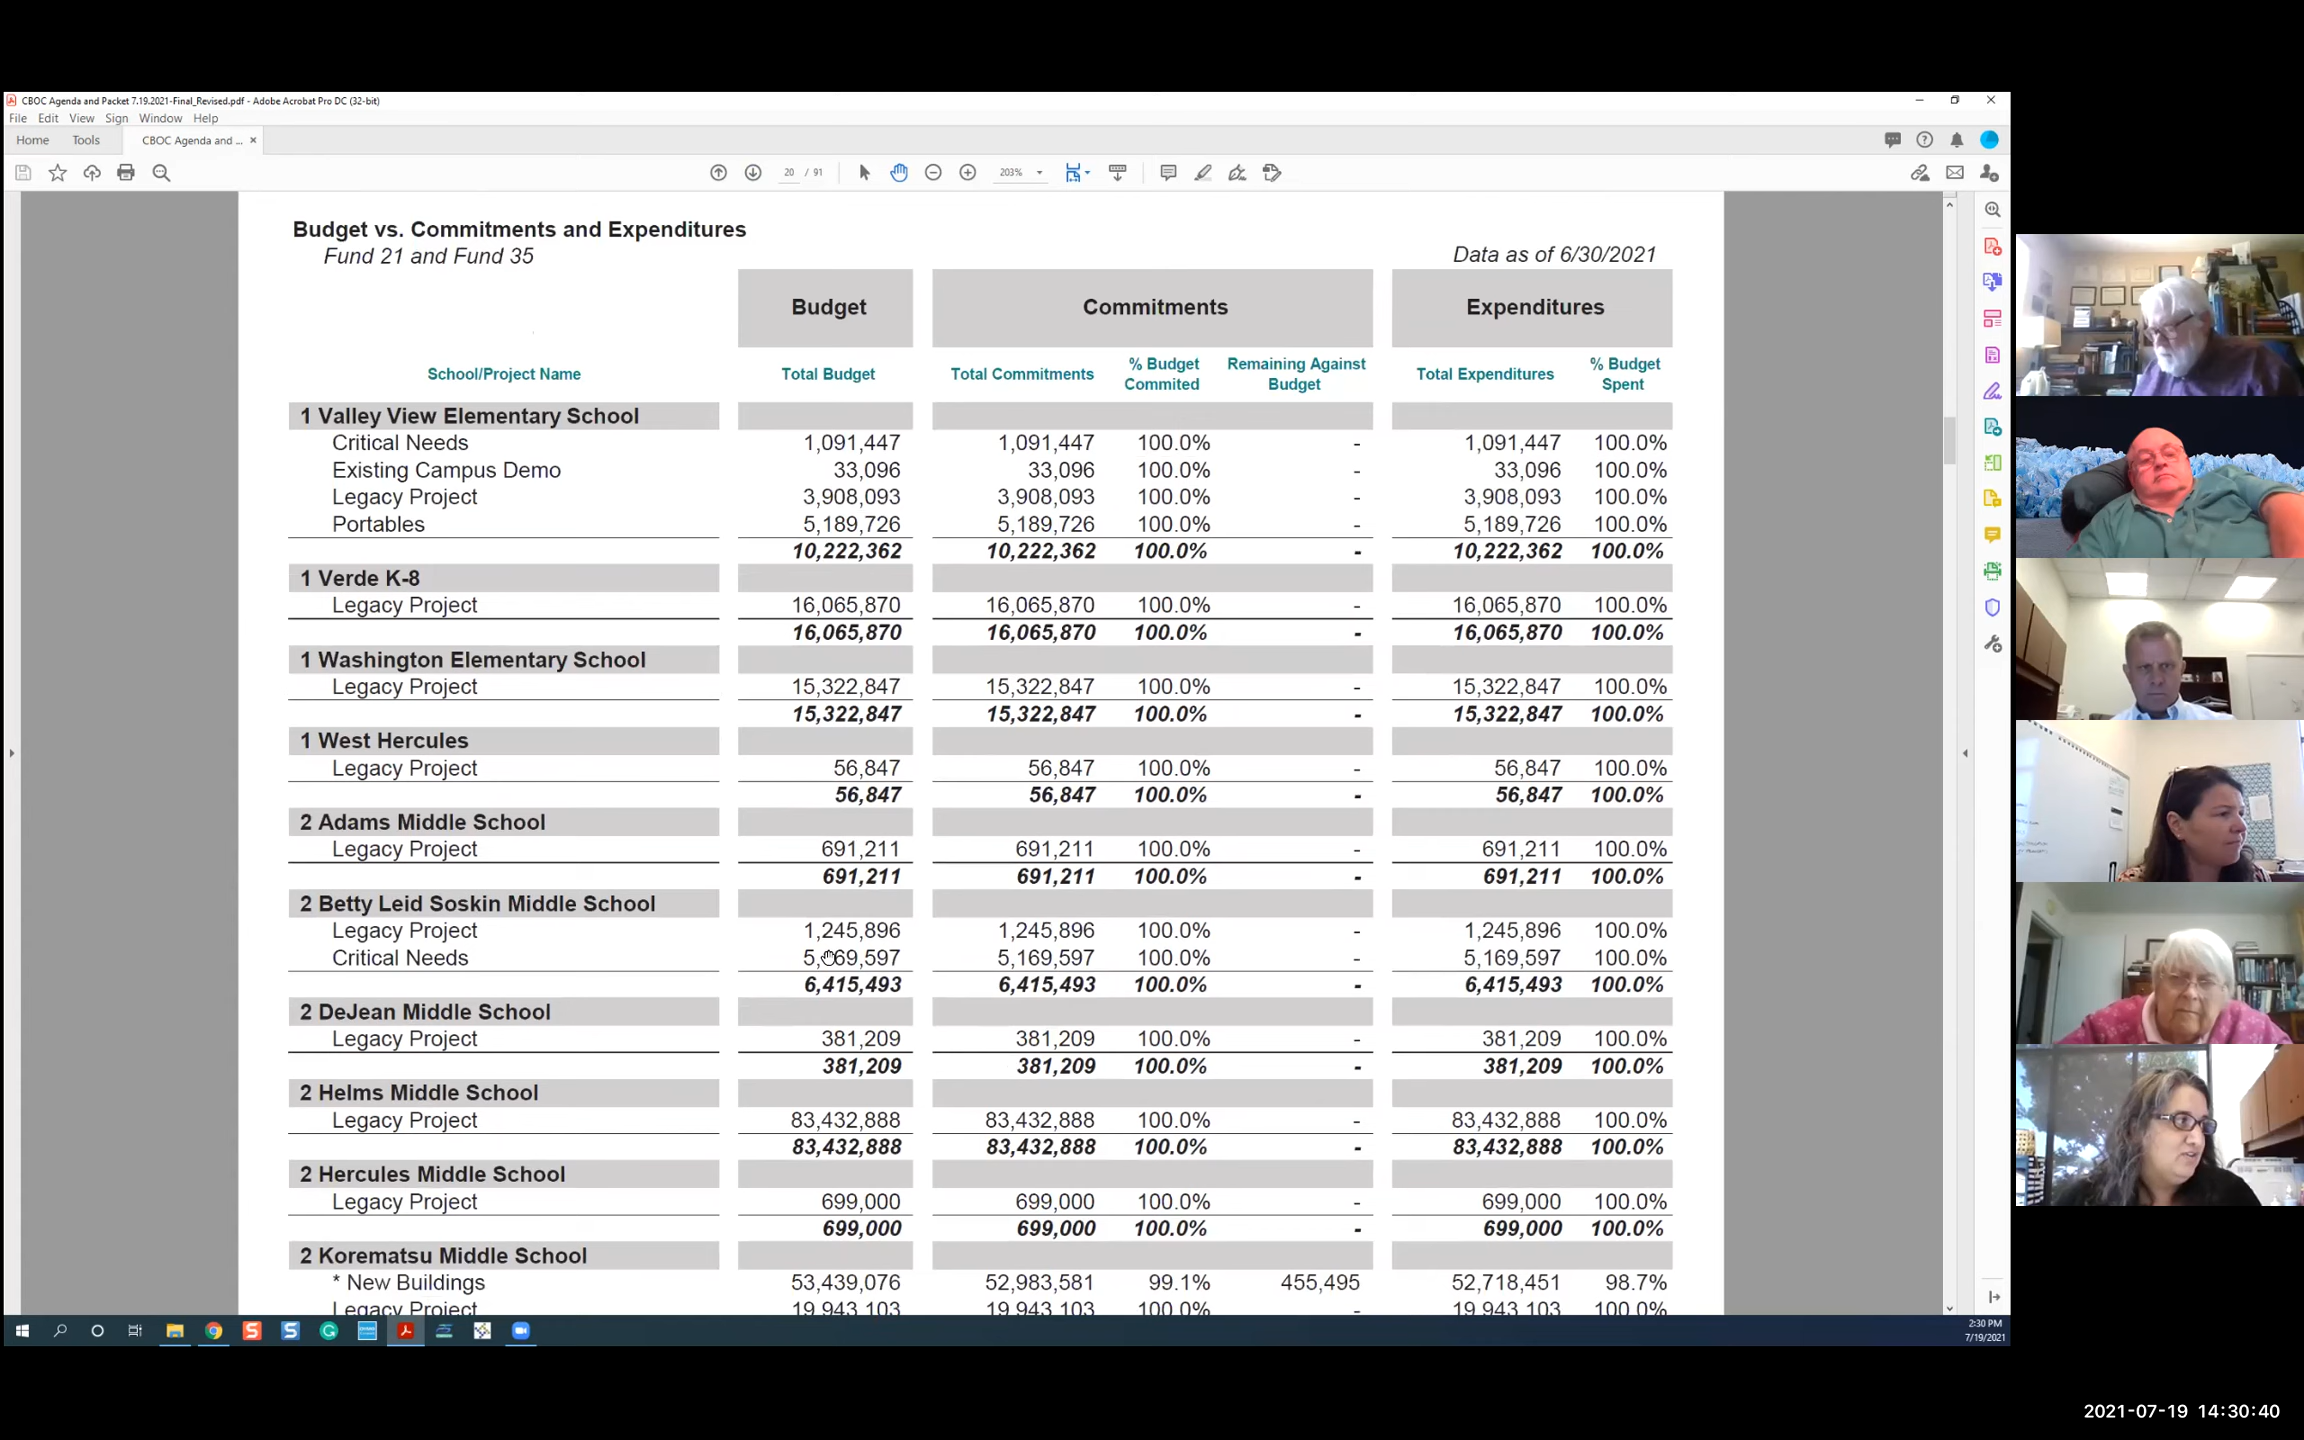 CBOC Agenda and Packet 7.19.2021-Final_Revised.pdf - Adobe Acrobat Pro DC (32-bit)
File Edit View Sign Window Help
Home Tools CBOC Agenda and ... ×
20 / 91 203%
Budget vs. Commitments and Expenditures
Fund 21 and Fund 35 Data as of 6/30/2021
Budget Commitments Expenditures
School/Project Name Total Budget Total Commitments % Budget Commited Remaining Against Budget Total Expenditures % Budget Spent
1 Valley View Elementary School
Critical Needs 1,091,447 1,091,447 100.0% - 1,091,447 100.0%
Existing Campus Demo 33,096 33,096 100.0% - 33,096 100.0%
Legacy Project 3,908,093 3,908,093 100.0% - 3,908,093 100.0%
Portables 5,189,726 5,189,726 100.0% - 5,189,726 100.0%
10,222,362 10,222,362 100.0% - 10,222,362 100.0%
1 Verde K-8
Legacy Project 16,065,870 16,065,870 100.0% - 16,065,870 100.0%
16,065,870 16,065,870 100.0% - 16,065,870 100.0%
1 Washington Elementary School
Legacy Project 15,322,847 15,322,847 100.0% - 15,322,847 100.0%
15,322,847 15,322,847 100.0% - 15,322,847 100.0%
1 West Hercules
Legacy Project 56,847 56,847 100.0% - 56,847 100.0%
56,847 56,847 100.0% - 56,847 100.0%
2 Adams Middle School
Legacy Project 691,211 691,211 100.0% - 691,211 100.0%
691,211 691,211 100.0% - 691,211 100.0%
2 Betty Leid Soskin Middle School
Legacy Project 1,245,896 1,245,896 100.0% - 1,245,896 100.0%
Critical Needs 5,169,597 5,169,597 100.0% - 5,169,597 100.0%
6,415,493 6,415,493 100.0% - 6,415,493 100.0%
2 DeJean Middle School
Legacy Project 381,209 381,209 100.0% - 381,209 100.0%
381,209 381,209 100.0% - 381,209 100.0%
2 Helms Middle School
Legacy Project 83,432,888 83,432,888 100.0% - 83,432,888 100.0%
83,432,888 83,432,888 100.0% - 83,432,888 100.0%
2 Hercules Middle School
Legacy Project 699,000 699,000 100.0% - 699,000 100.0%
699,000 699,000 100.0% - 699,000 100.0%
2 Korematsu Middle School
* New Buildings 53,439,076 52,983,581 99.1% 455,495 52,718,451 98.7%
Legacy Project 19,943,103 19,943,103 100.0% - 19,943,103 100.0%
2:30 PM
7/19/2021
2021-07-19 14:30:40